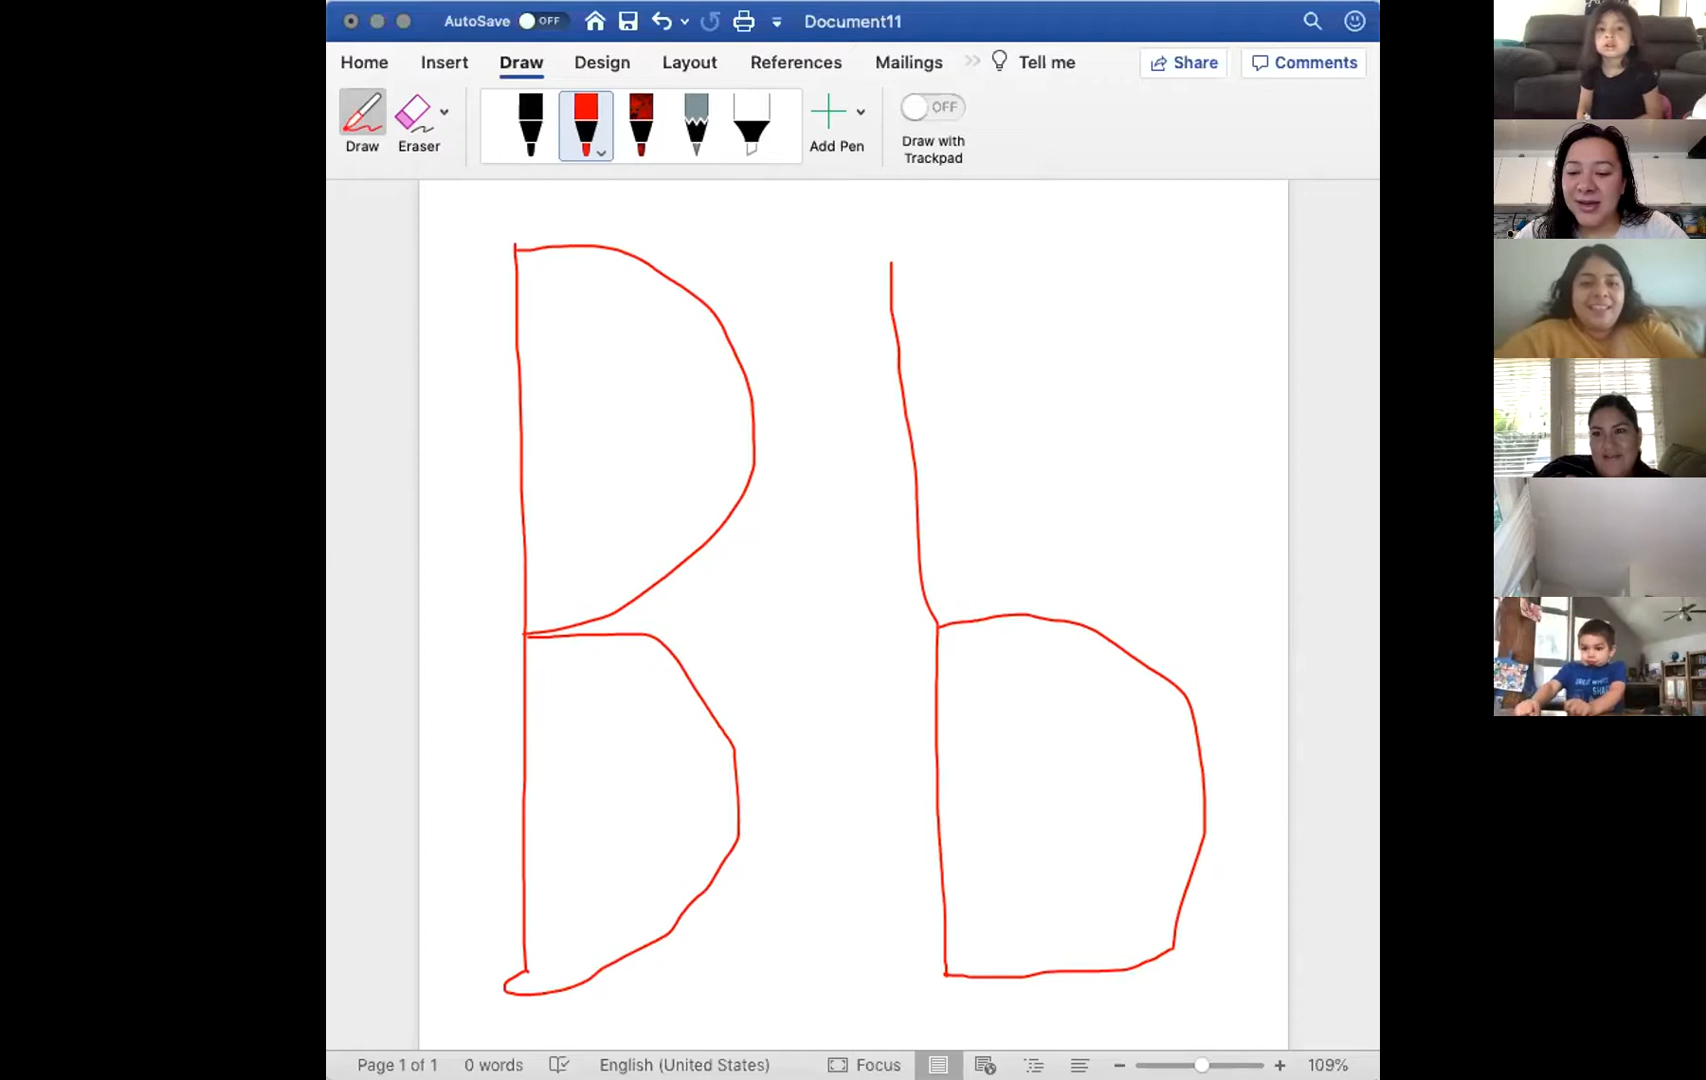 AutoSave OFF Document11
Home Insert Draw Design Layout References Mailings Tell me Share Comments
Draw Eraser Add Pen OFF Draw with Trackpad
B b
Page 1 of 1 0 words English (United States) Focus 109%